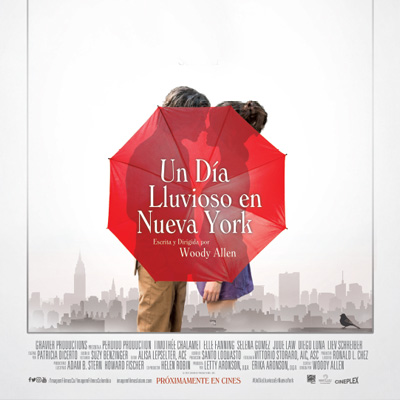 Un Día
Lluvioso en
Nueva York
Escrita y Dirigida por
Woody Allen
GRAVIER PRODUCTIONS PRESENTA A PERDIDO PRODUCTION TIMOTHÉE CHALAMET ELLE FANNING SELENA GOMEZ JUDE LAW DIEGO LUNA LIEV SCHREIBER
PATRICIA DICERTO SUZY BENZINGER ALISA LEPSELTER, ACE SANTO LOQUASTO VITTORIO STORARO, AIC, ASC RONALD L. CHEZ
ADAM B. STERN HOWARD FISCHER HELEN ROBIN LETTY ARONSON, ERIKA ARONSON, WOODY ALLEN
PRÓXIMAMENTE EN CINES
CINEPLEX